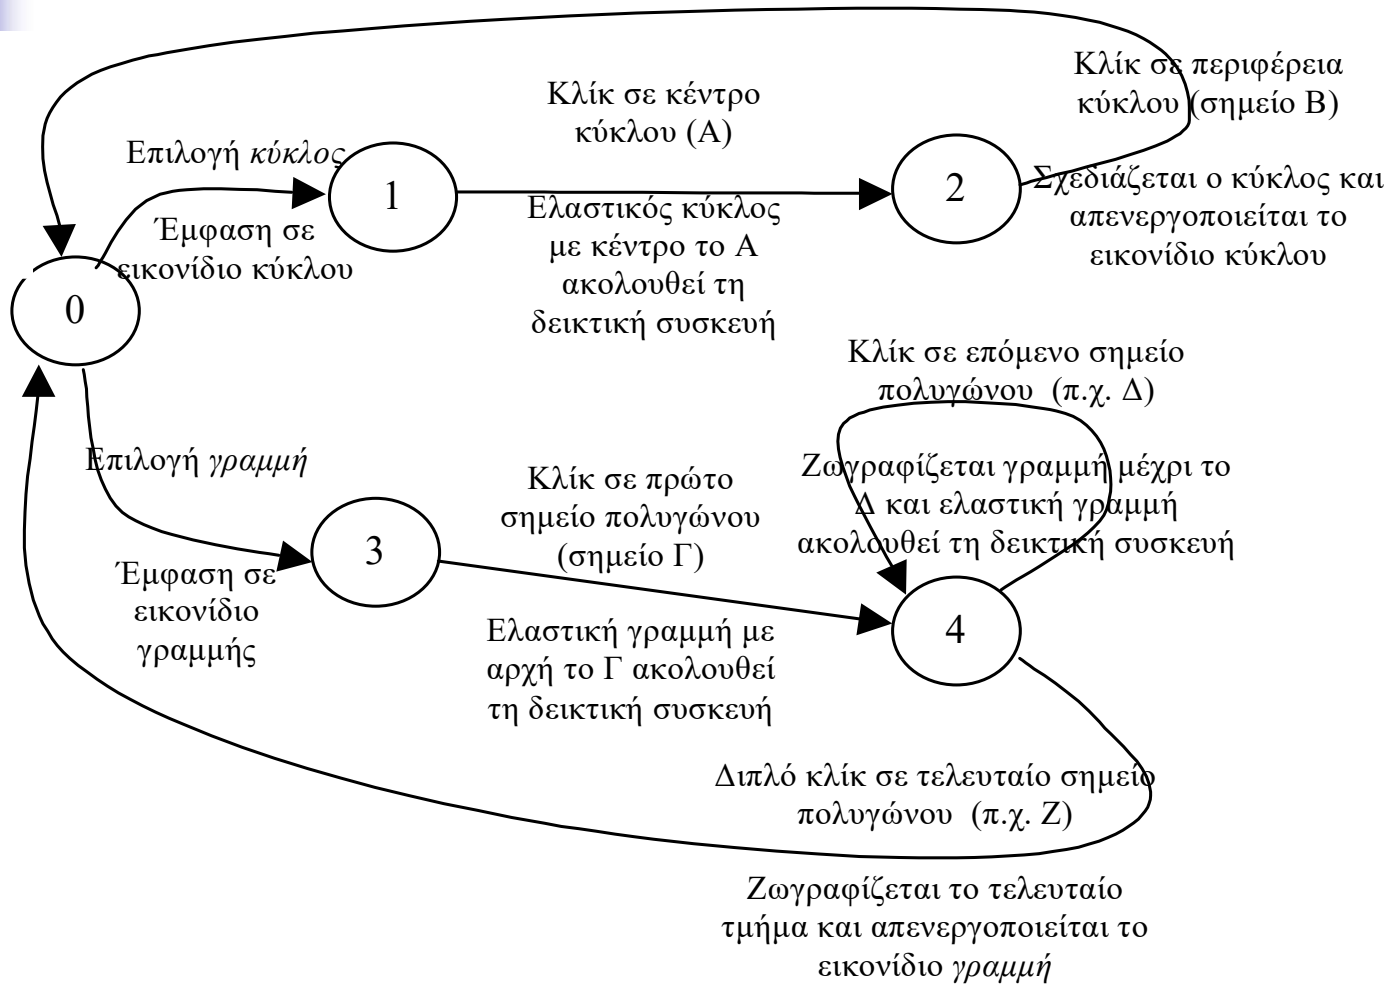 Κλίκ σε περιφέρεια
κύκλου (σημείο Β)
Κλίκ σε κέντρο
κύκλου (Α)
Επιλογή κύκλος
1
2
Σχεδιάζεται ο κύκλος και
απενεργοποιείται το
εικονίδιο κύκλου
Έμφαση σε
εικονίδιο κύκλου
Ελαστικός κύκλος
με κέντρο το Α
ακολουθεί τη
δεικτική συσκευή
0
Κλίκ σε επόμενο σημείο
πολυγώνου (π.χ. Δ)
Επιλογή γραμμή
Κλίκ σε πρώτο
σημείο πολυγώνου
(σημείο Γ)
Ζωγραφίζεται γραμμή μέχρι το
Δ και ελαστική γραμμή
ακολουθεί τη δεικτική συσκευή
3
Έμφαση σε
εικονίδιο
γραμμής
4
Ελαστική γραμμή με
αρχή το Γ ακολουθεί
τη δεικτική συσκευή
Διπλό κλίκ σε τελευταίο σημείο
πολυγώνου (π.χ. Ζ)
Ζωγραφίζεται το τελευταίο
τμήμα και απενεργοποιείται το
εικονίδιο γραμμή